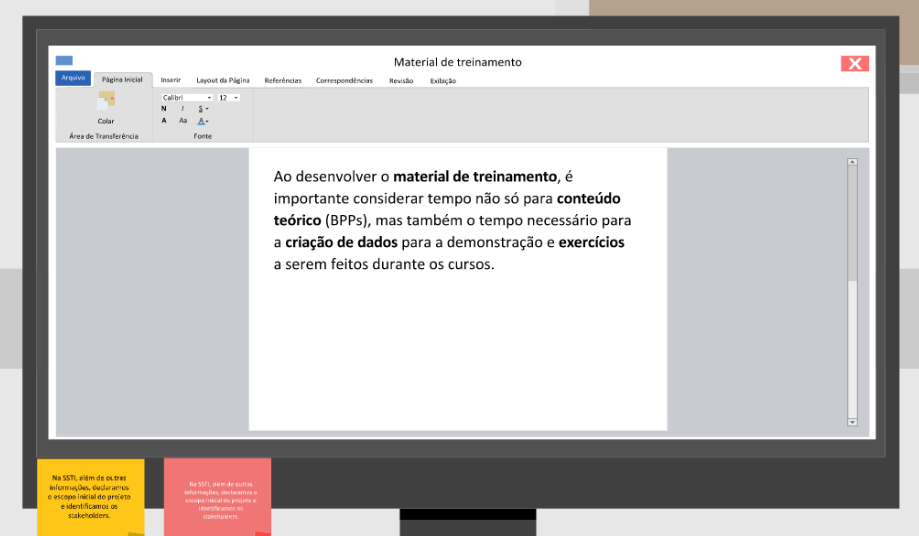 Material de treinamento
X
Arquivo Página Inicial Inserir Layout da Página Referências Correspondências Revisão Exibição
Calibri 12
N I S
Colar A Aa A
Área de Transferência Fonte
Ao desenvolver o material de treinamento, é
importante considerar tempo não só para conteúdo
teórico (BPPs), mas também o tempo necessário para
a criação de dados para a demonstração e exercícios
a serem feitos durante os cursos.
Na SSTI, além de outras
informações, declaramos
o escopo inicial do projeto
e identificamos os
stakeholders.
Na SSTI, além de outras
informações, declaramos o
escopo inicial do projeto e
identificamos os
stakeholders.